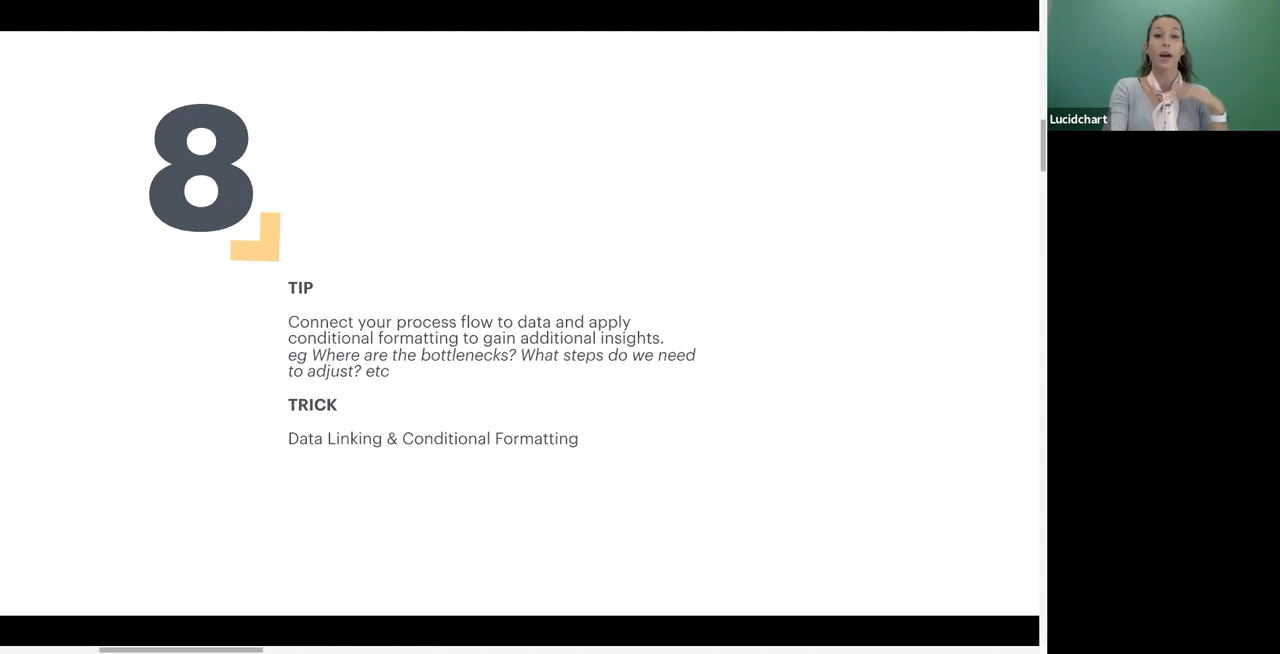 8
TIP
Connect your process flow to data and apply
conditional formatting to gain additional insights.
eg Where are the bottlenecks? What steps do we need
to adjust? etc
TRICK
Data Linking & Conditional Formatting
Lucidchart